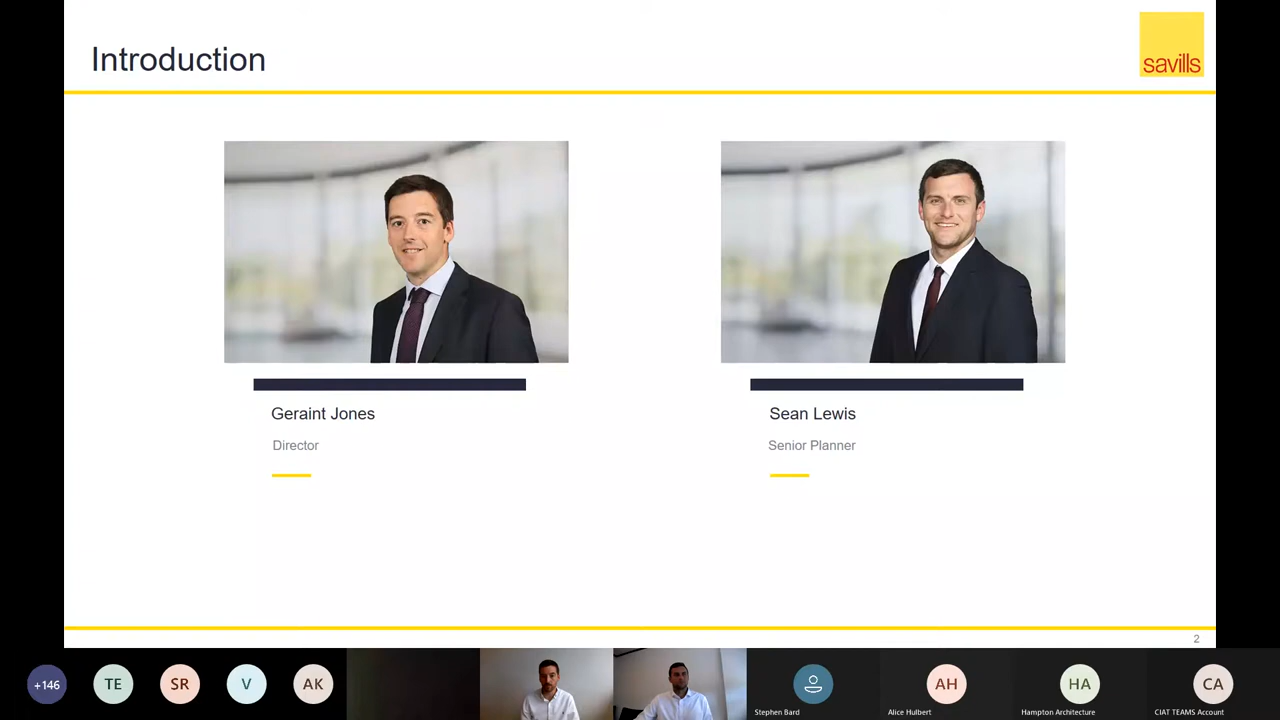 Introduction
savills
Geraint Jones
Director
Sean Lewis
Senior Planner
2
+146
TE
SR
V
AK
AH
HA
CA
Stephen Bard
Alice Hulbert
Hampton Architecture
CIAT TEAMS Account